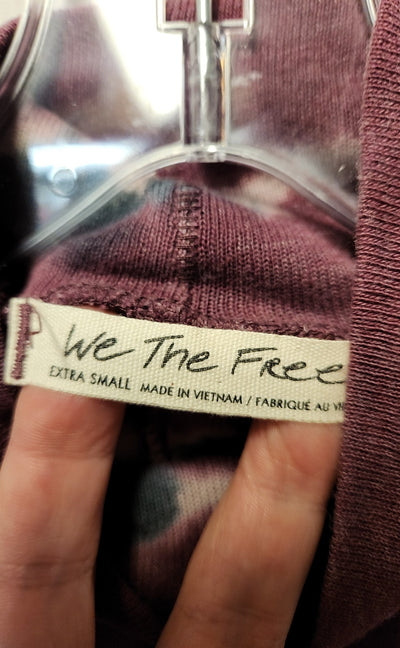 We The Free
EXTRA SMALL MADE IN VIETNAM / FABRIQUÉ AU